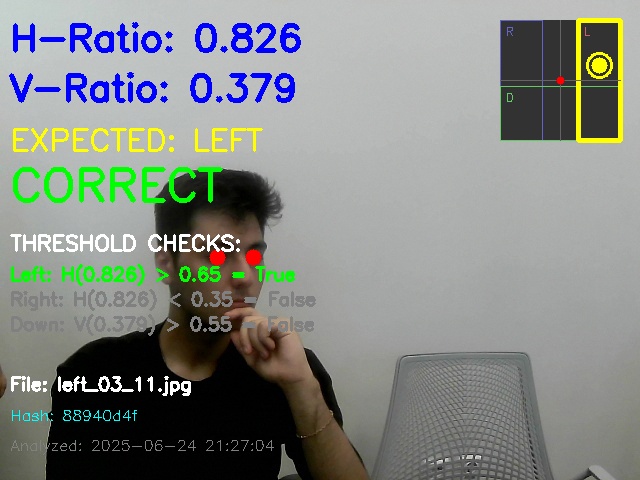 H-Ratio: 0.826
V-Ratio: 0.379
EXPECTED: LEFT
CORRECT
THRESHOLD CHECKS:
Left: H(0.826) > 0.65 = True
Right: H(0.826) < 0.35 = False
Down: V(0.379) > 0.55 = False
File: left_03_11.jpg
Hash: 88940d4f
Analyzed: 2025-06-24 21:27:04
R
L
D